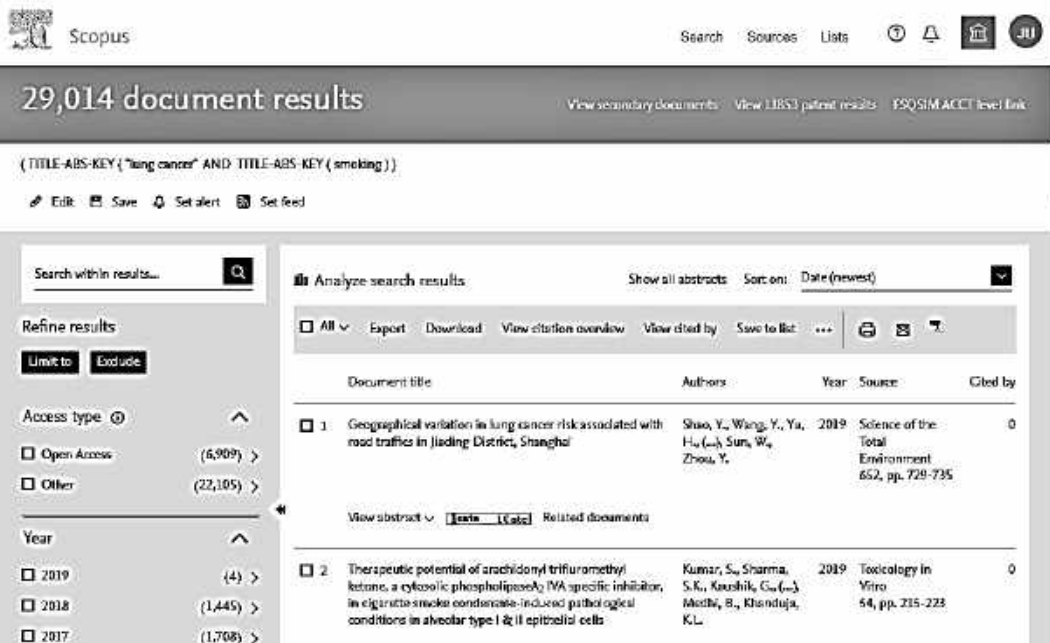 Scopus
Search Sources Lists
JU
29,014 document results
View secondary documents View 11853 patent results FSQSIM ACCT level link
( TITLE-ABS-KEY ( "lung cancer" AND TITLE-ABS-KEY ( smoking ) )
Edit Save Set alert Set feed
Search within results...
Analyze search results
Show all abstracts Sort on: Date (newest)
Refine results
Limit to Exclude
All Export Download View citation overview View cited by Save to list ...
Document title Authors Year Source Cited by
Access type
Open Access (6,909)
Other (22,105)
Year
2019 (4)
2018 (1,445)
2017 (1,708)
1 Geographical variation in lung cancer risk associated with
road traffics in Jiading District, Shanghai
Shao, Y., Wang, Y., Yu,
H., (...), Sun, W.,
Zhou, Y.
2019
Science of the
Total
Environment
652, pp. 729-735
0
View abstract Related documents
2 Therapeutic potential of arachidonyl trifluromethyl
ketone, a cytosolic phospholipaseA₂ IVA specific inhibitor,
in cigarette smoke condensate-induced pathological
conditions in alveolar type I & II epithelial cells
Kumar, S., Sharma,
S.K., Kaushik, G., (...),
Medhi, B., Khanduja,
K.L.
2019
Toxicology in
Vitro
54, pp. 215-223
0